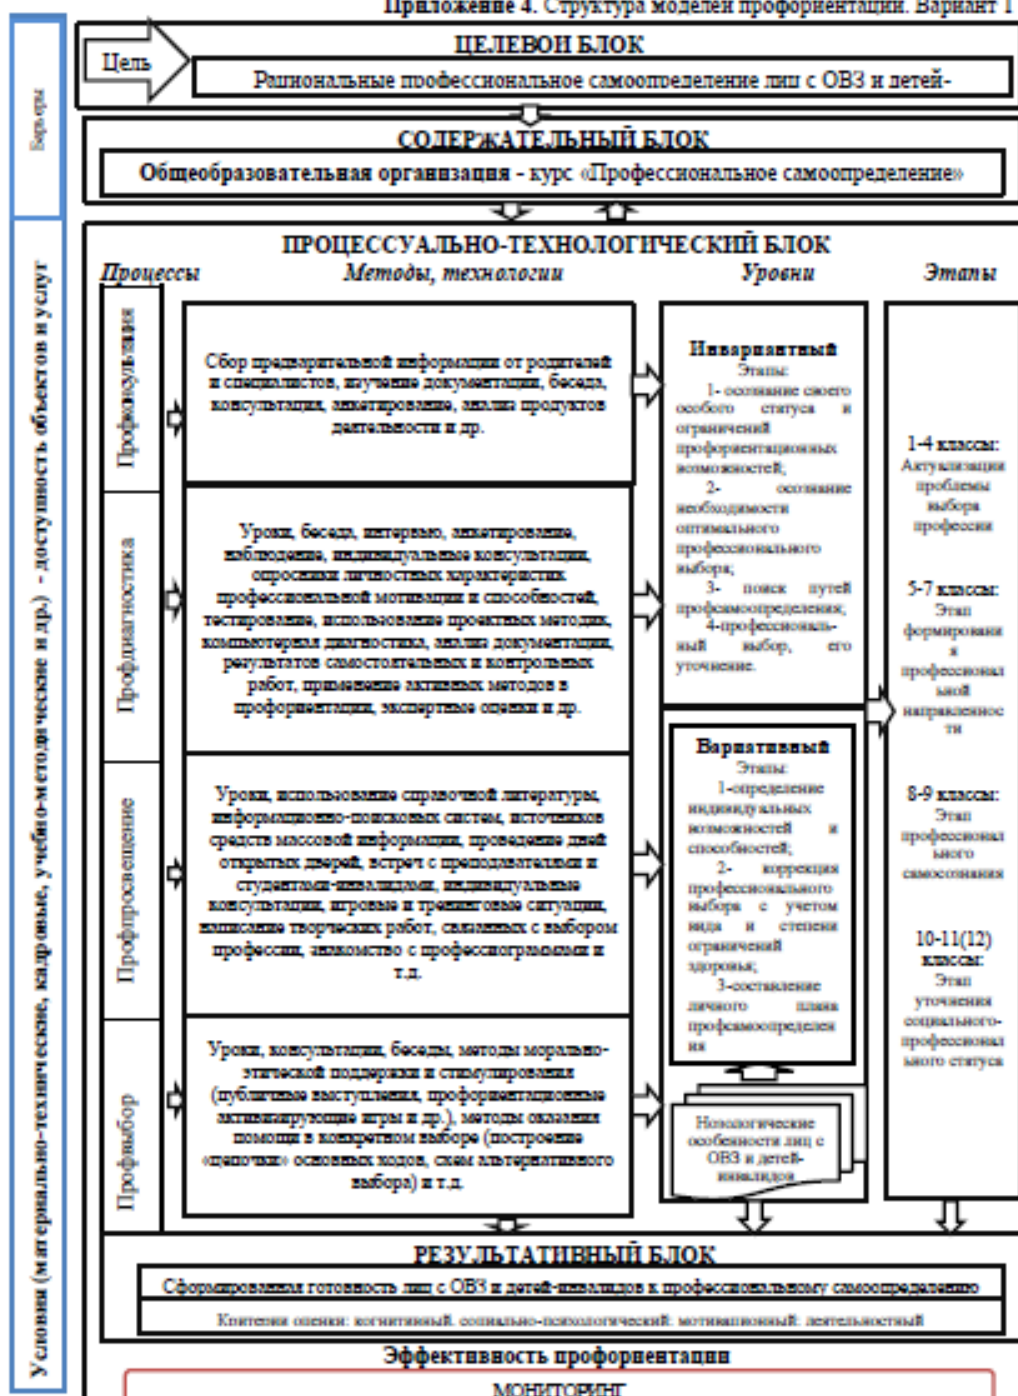 Приложение 4. Структура моделей профориентации. Вариант 1
Барьеры
Условия (материально-технические, кадровые, учебно-методические и др.) - доступность объектов и услуг
Цель
ЦЕЛЕВОЙ БЛОК
Рациональные профессиональное самоопределение лиц с ОВЗ и детей-
СОДЕРЖАТЕЛЬНЫЙ БЛОК
Общеобразовательная организация - курс «Профессиональное самоопределение»
ПРОЦЕССУАЛЬНО-ТЕХНОЛОГИЧЕСКИЙ БЛОК
Процессы
Методы, технологии
Уровни
Этапы
Профконсультация
Сбор предварительной информации от родителей
и специалистов, изучение документации, беседа,
консультация, анкетирование, анализ продуктов
деятельности и др.
Профдиагностика
Уроки, беседа, интервью, анкетирование,
наблюдение, индивидуальные консультации,
опросники личностных характеристик
профессиональной мотивации и способностей,
тестирование, использование проектных методик,
компьютерная диагностика, анализ документации,
результатов самостоятельных и контрольных
работ, применение активных методов в
профориентации, экспертные оценки и др.
Профпросвещение
Уроки, использование справочной литературы,
информационно-поисковых систем, источников
средств массовой информации, проведение дней
открытых дверей, встреч с преподавателями и
студентами-инвалидами, индивидуальные
консультации, игровые и тренинговые ситуации,
написание творческих работ, связанных с выбором
профессии, знакомство с профессиограммами и
т.д.
Профвыбор
Уроки, консультации, беседы, методы морально-
этической поддержки и стимулирования
(публичные выступления, профориентационные
активизирующие игры и др.), методы оказания
помощи в конкретном выборе (построение
«цепочки» основных ходов, схем альтернативного
выбора) и т.д.
Инвариантный
Этапы:
1- осознание своего
особого статуса и
ограничений
профориентационных
возможностей;
2- осознание
необходимости
оптимального
профессионального
выбора;
3- поиск путей
профсамоопределения;
4-профессиональ-
ный выбор, его
уточнение.
Вариативный
Этапы:
1-определение
индивидуальных
возможностей и
способностей;
2- коррекция
профессионального
выбора с учетом
вида и степени
ограничений
здоровья;
3-составление
личного плана
профсамоопределен
ия
Нозологические
особенности лиц с
ОВЗ и детей-
инвалидов
1-4 классы:
Актуализации
проблемы
выбора
профессии
5-7 классы:
Этап
формировани
я
профессионал
ьной
направленнос
ти
8-9 классы:
Этап
профессионал
ьного
самосознания
10-11(12)
классы:
Этап
уточнения
социального-
профессионал
ьного статуса
РЕЗУЛЬТАТИВНЫЙ БЛОК
Сформированная готовность лиц с ОВЗ и детей-инвалидов к профессиональному самоопределению
Критерии оценки: когнитивный, социально-психологический; мотивационный; деятельностный
Эффективность профориентации
МОНИТОРИНГ